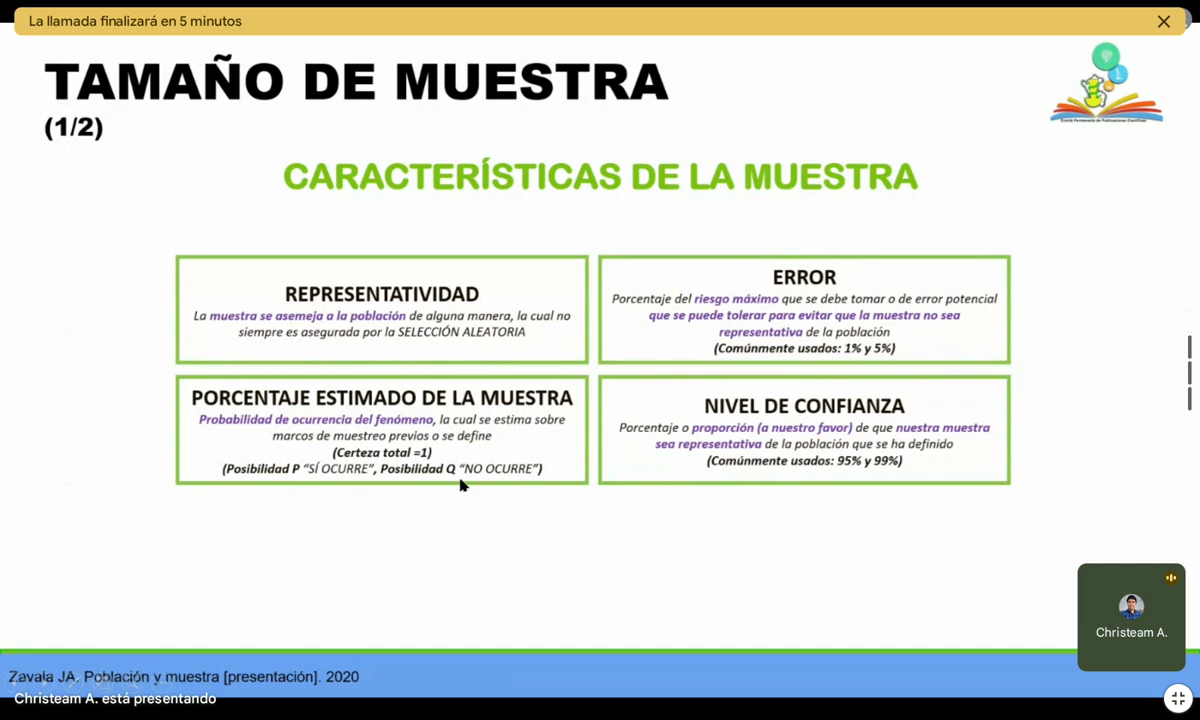 La llamada finalizará en 5 minutos
TAMAÑO DE MUESTRA
(1/2)
CARACTERÍSTICAS DE LA MUESTRA
REPRESENTATIVIDAD
La muestra se asemeja a la población de alguna manera, la cual no
siempre es asegurada por la SELECCIÓN ALEATORIA
ERROR
Porcentaje del riesgo máximo que se debe tomar o de error potencial
que se puede tolerar para evitar que la muestra no sea
representativa de la población
(Comúnmente usados: 1% y 5%)
PORCENTAJE ESTIMADO DE LA MUESTRA
Probabilidad de ocurrencia del fenómeno, la cual se estima sobre
marcos de muestreo previos o se define
(Certeza total =1)
(Posibilidad P “SÍ OCURRE”, Posibilidad Q “NO OCURRE”)
NIVEL DE CONFIANZA
Porcentaje o proporción (a nuestro favor) de que nuestra muestra
sea representativa de la población que se ha definido
(Comúnmente usados: 95% y 99%)
Christeam A.
Zavala JA. Población y muestra [presentación]. 2020
Christeam A. está presentando